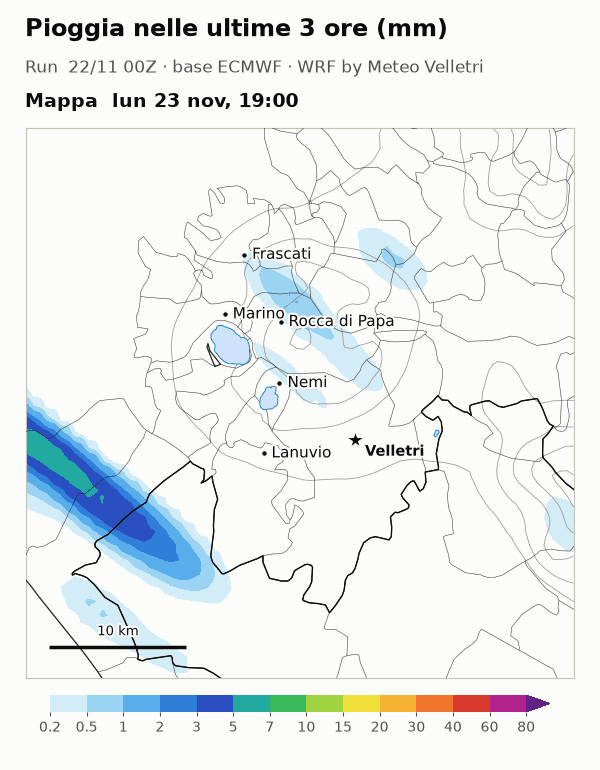 Pioggia nelle ultime 3 ore (mm)
Run 22/11 00Z · base ECMWF · WRF by Meteo Velletri
Mappa lun 23 nov, 19:00
Frascati
Marino
Rocca di Papa
Nemi
Velletri
Lanuvio
10 km
0.2 0.5 1 2 3 5 7 10 15 20 30 40 60 80